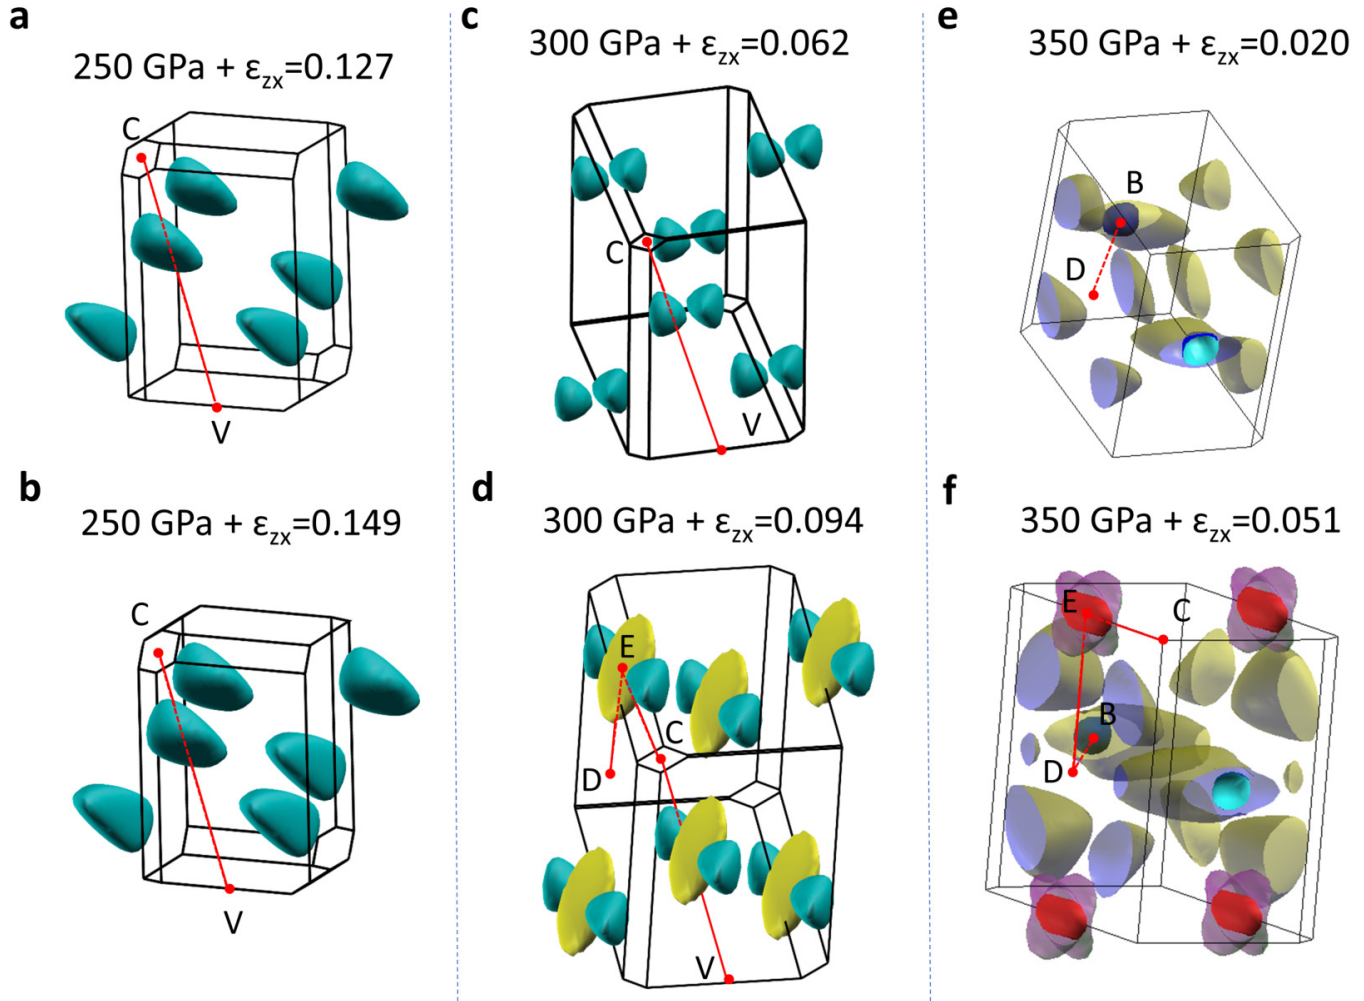 a
250 GPa + εzx=0.127
C
V
b
250 GPa + εzx=0.149
C
V
c
300 GPa + εzx=0.062
C
V
d
300 GPa + εzx=0.094
E
C
D
V
e
350 GPa + εzx=0.020
B
D
f
350 GPa + εzx=0.051
E
C
B
D